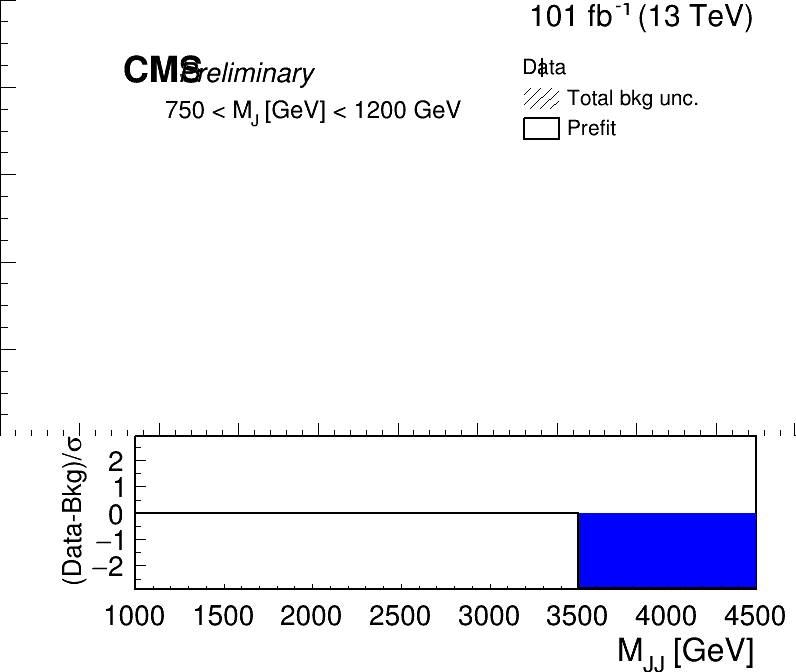 101 fb-1 (13 TeV)
CMS Preliminary
Data
750 < MJ [GeV] < 1200 GeV
Total bkg unc.
Prefit
(Data-Bkg)/σ
2
1
0
−1
−2
1000 1500 2000 2500 3000 3500 4000 4500
MJJ [GeV]